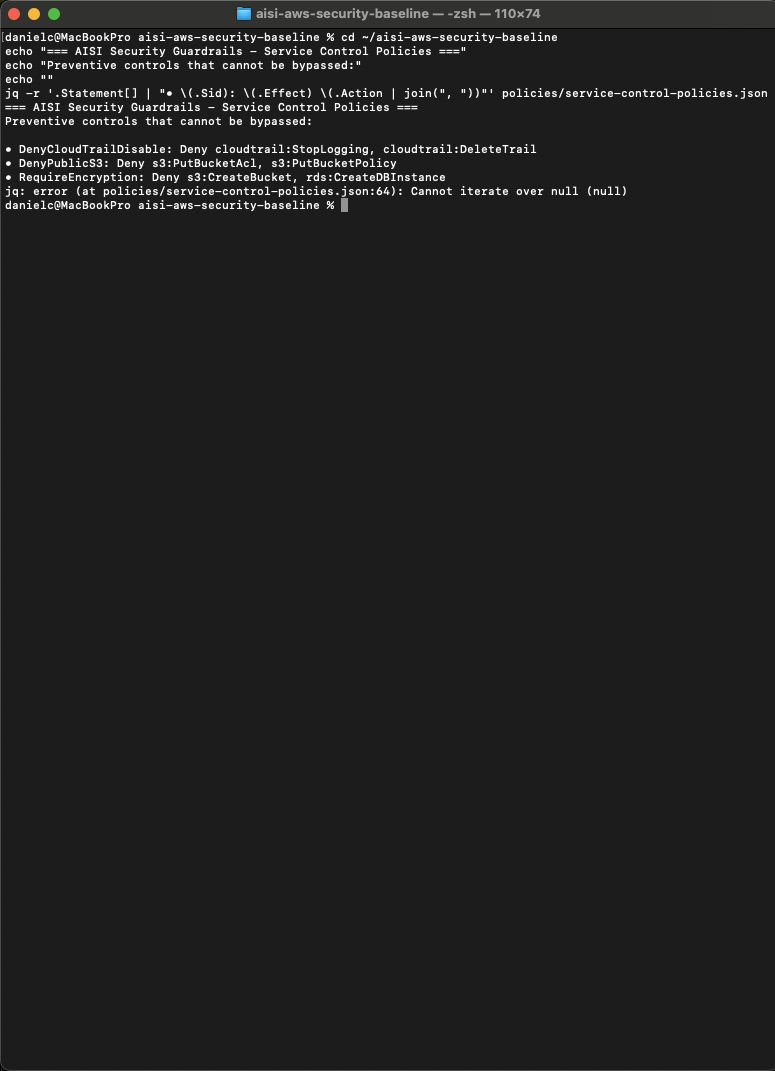 aisi-aws-security-baseline — -zsh — 110×74
[danielc@MacBookPro aisi-aws-security-baseline % cd ~/aisi-aws-security-baseline
echo "=== AISI Security Guardrails - Service Control Policies ==="
echo "Preventive controls that cannot be bypassed:"
echo ""
jq -r '.Statement[] | "• \(.Sid): \(.Effect) \(.Action | join(", "))"' policies/service-control-policies.json
=== AISI Security Guardrails - Service Control Policies ===
Preventive controls that cannot be bypassed:
• DenyCloudTrailDisable: Deny cloudtrail:StopLogging, cloudtrail:DeleteTrail
• DenyPublicS3: Deny s3:PutBucketAcl, s3:PutBucketPolicy
• RequireEncryption: Deny s3:CreateBucket, rds:CreateDBInstance
jq: error (at policies/service-control-policies.json:64): Cannot iterate over null (null)
danielc@MacBookPro aisi-aws-security-baseline %